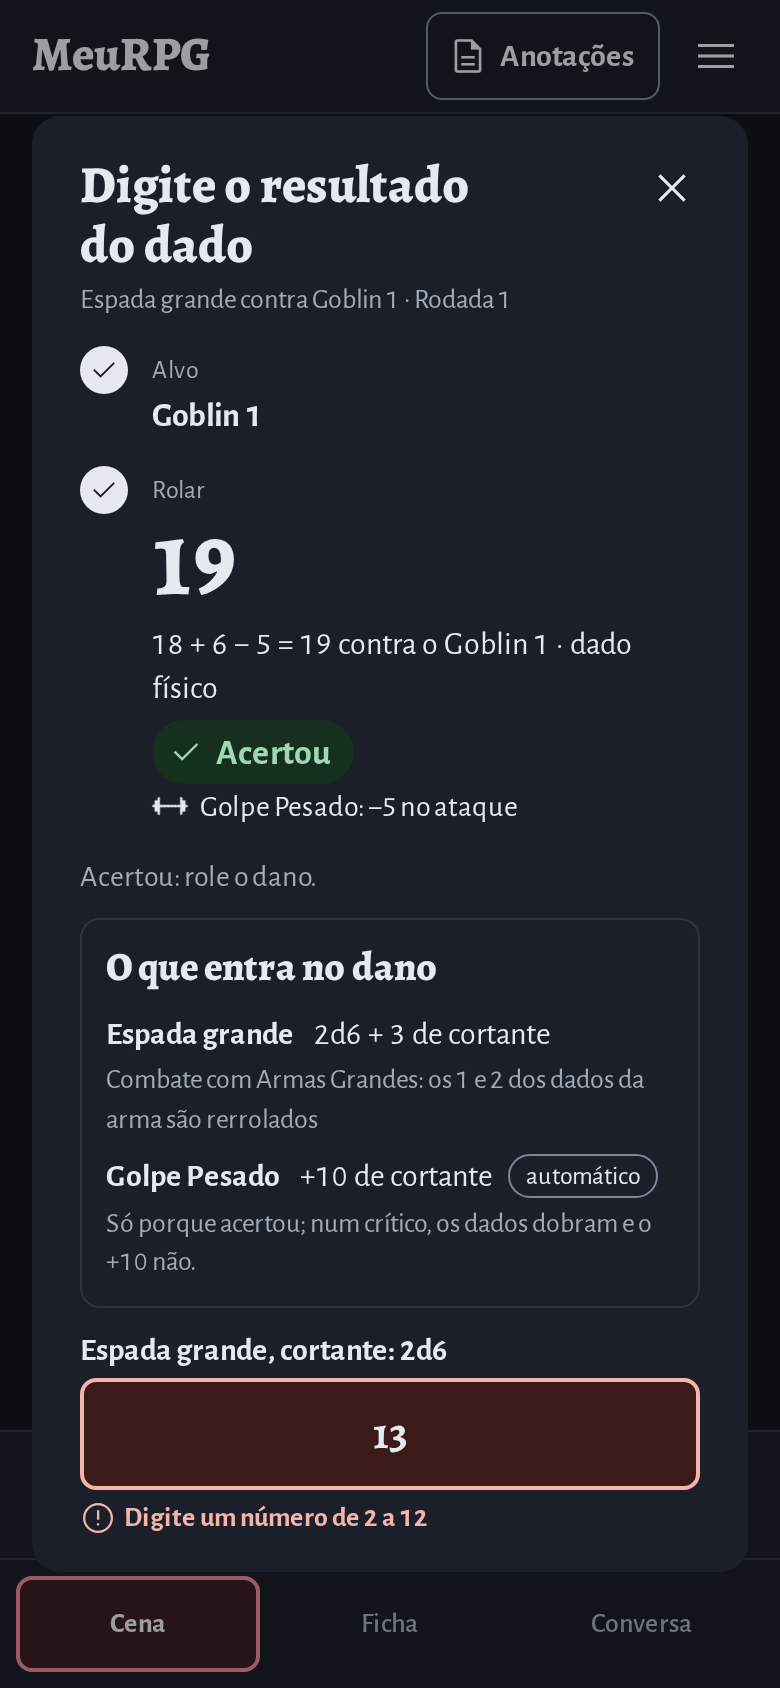 MeuRPG
Anotações
Digite o resultado
do dado
Espada grande contra Goblin 1 · Rodada 1
Alvo
Goblin 1
Rolar
19
18 + 6 − 5 = 19 contra o Goblin 1 · dado
físico
Acertou
Golpe Pesado: −5 no ataque
Acertou: role o dano.
O que entra no dano
Espada grande 2d6 + 3 de cortante
Combate com Armas Grandes: os 1 e 2 dos dados da
arma são rerrolados
Golpe Pesado +10 de cortante automático
Só porque acertou; num crítico, os dados dobram e o
+10 não.
Espada grande, cortante: 2d6
13
Digite um número de 2 a 12
Cena
Ficha
Conversa